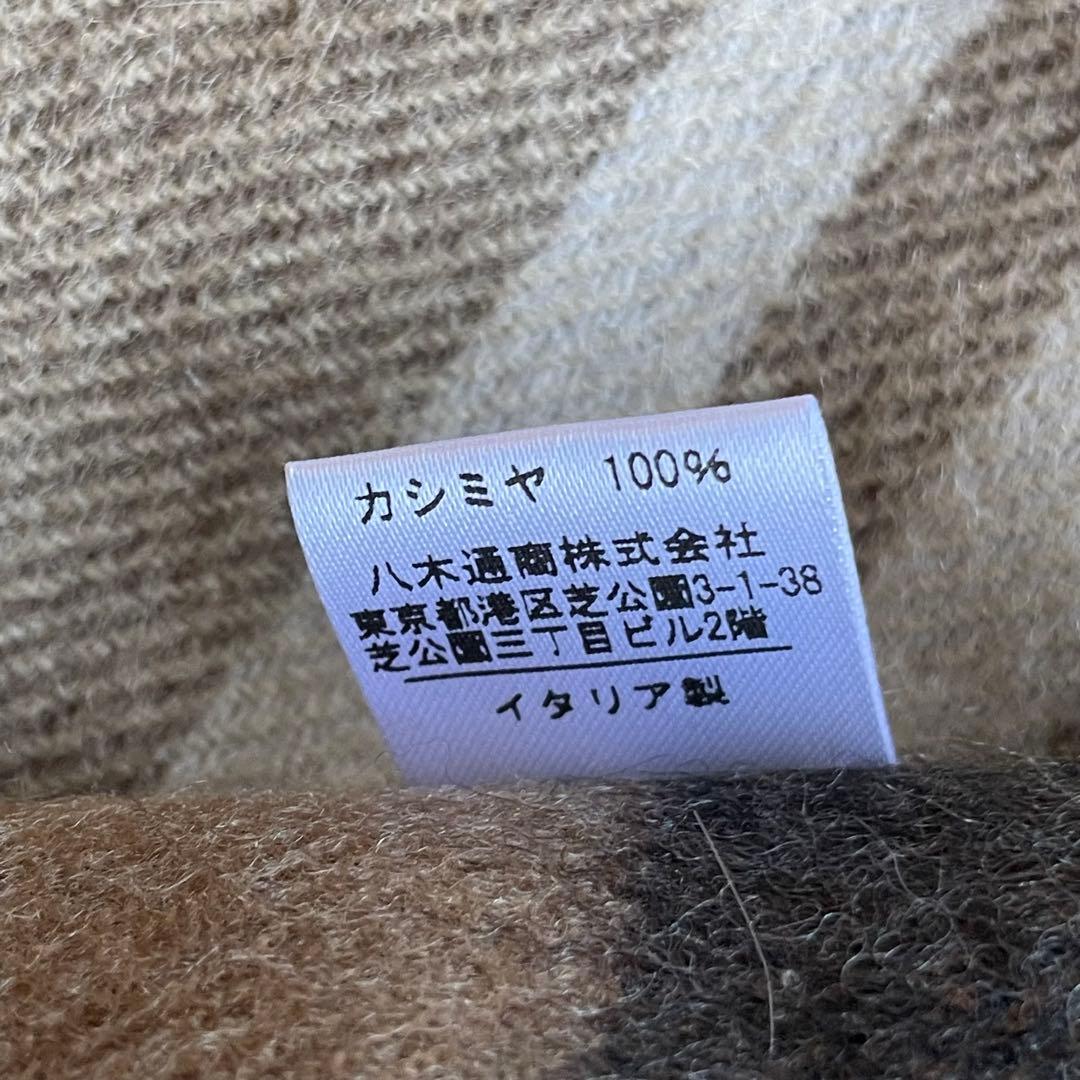 カシミヤ 100%
八木通商株式会社
東京都港区芝公園3-1-38
芝公園三丁目ビル2階
イタリア製